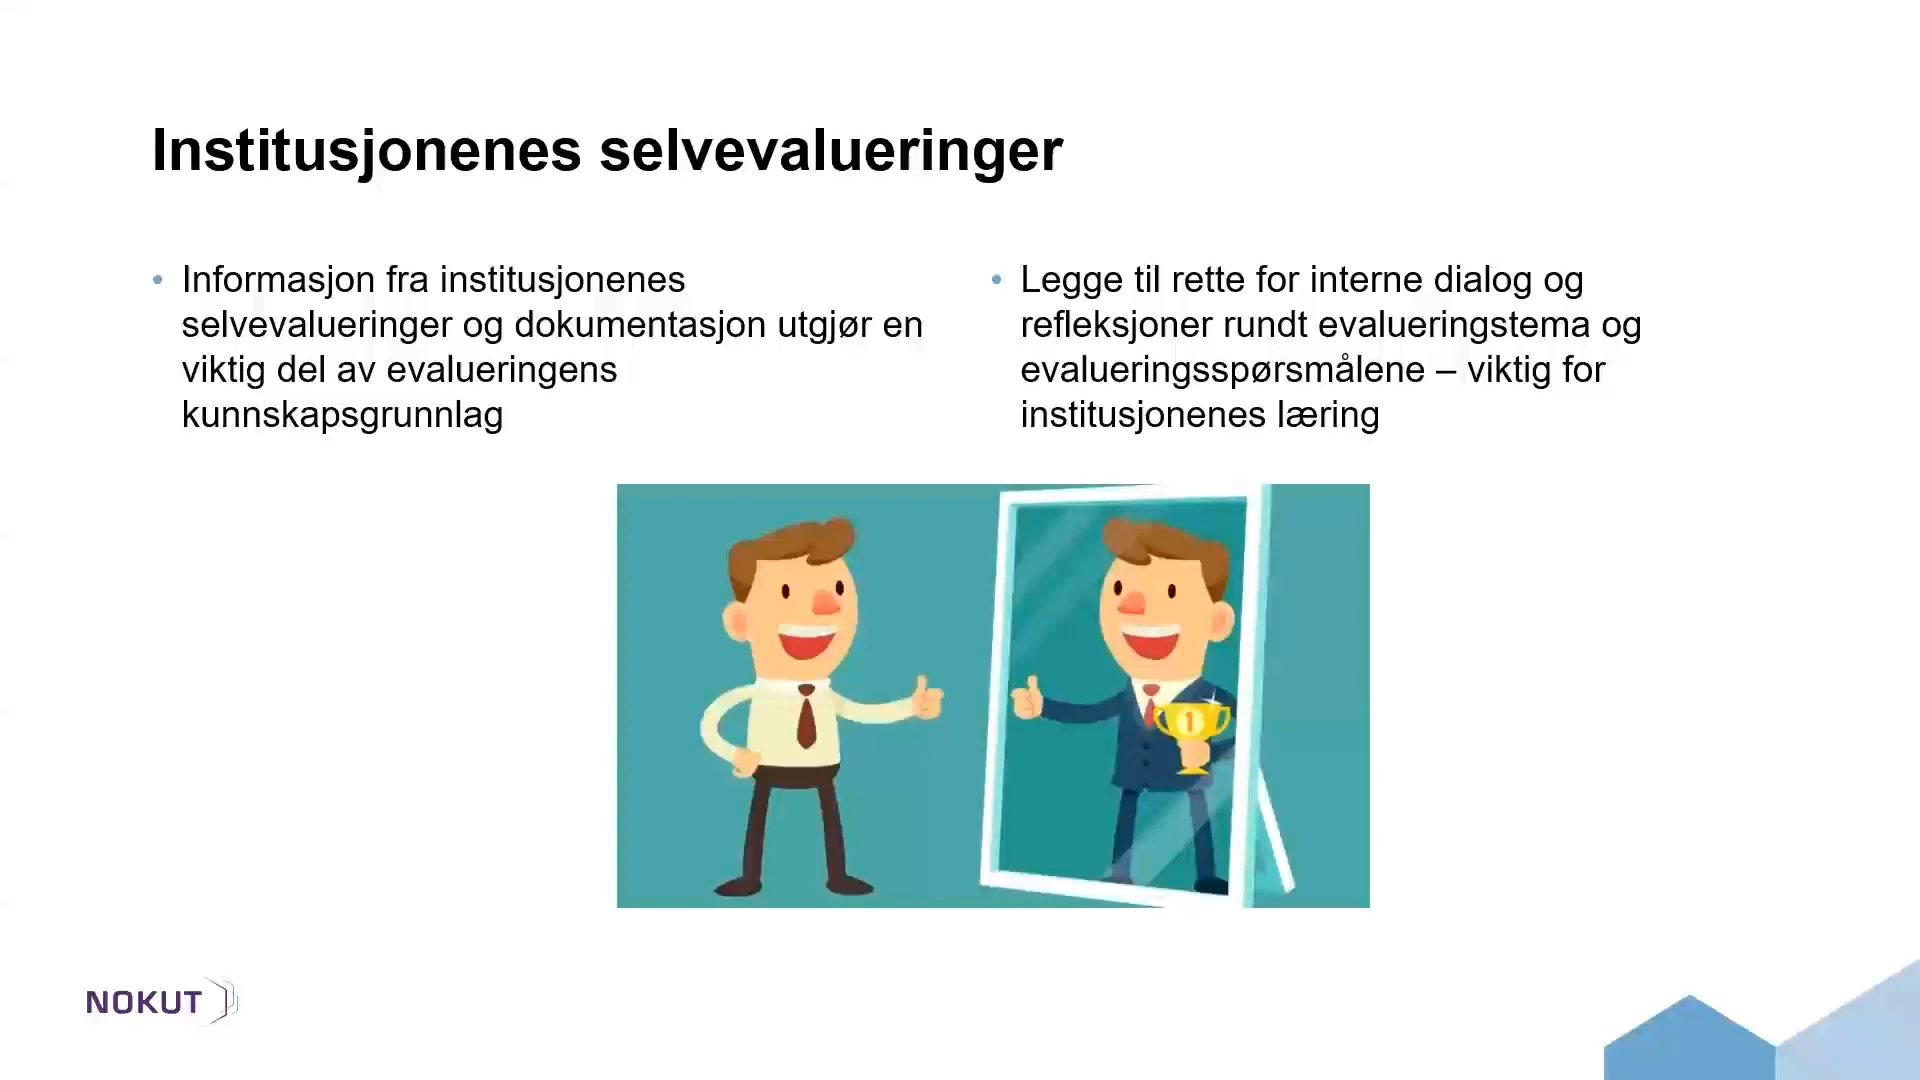 Institusjonenes selvevalueringer
• Informasjon fra institusjonenes
selvevalueringer og dokumentasjon utgjør en
viktig del av evalueringens
kunnskapsgrunnlag
• Legge til rette for interne dialog og
refleksjoner rundt evalueringstema og
evalueringsspørsmålene – viktig for
institusjonenes læring
1
NOKUT